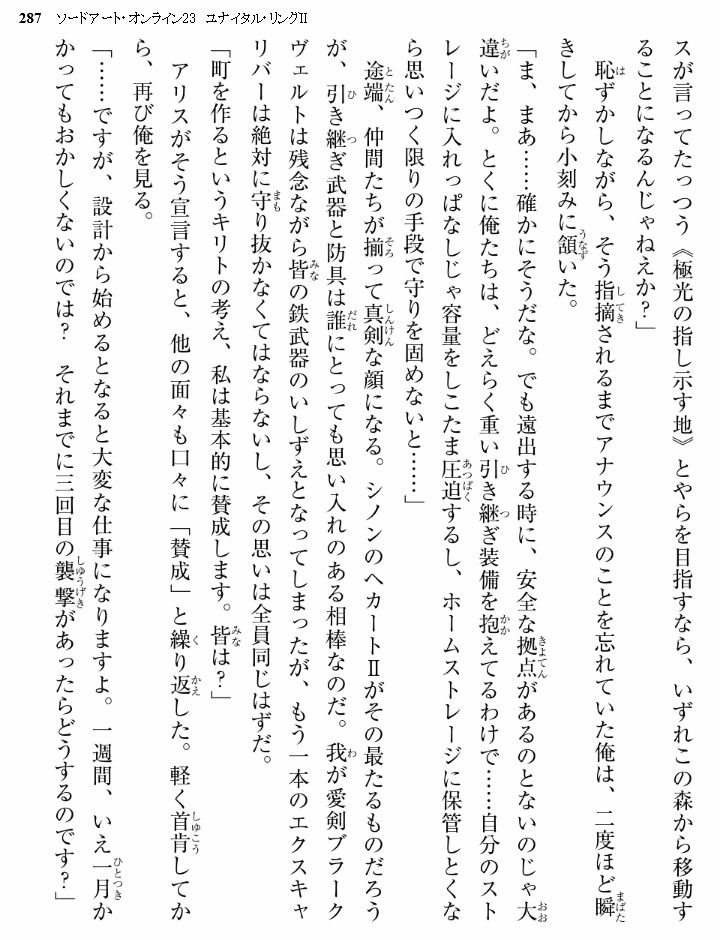 287　ソードアート・オンライン23　ユナイタル・リングⅡ
スが言ってたっつう《極光の指し示す地》とやらを目指すなら、いずれこの森から移動す
ることになるんじゃねえか？」
　恥ずかしながら、そう指摘されるまでアナウンスのことを忘れていた俺は、二度ほど瞬
きしてから小刻みに頷いた。
「ま、まあ……確かにそうだな。でも遠出する時に、安全な拠点があるのとないのじゃ大
違いだよ。とくに俺たちは、どえらく重い引き継ぎ装備を抱えてるわけで……自分のスト
レージに入れっぱなしじゃ容量をしこたま圧迫するし、ホームストレージに保管しとくな
ら思いつく限りの手段で守りを固めないと……」
　途端、仲間たちが揃って真剣な顔になる。シノンのヘカートⅡがその最たるものだろう
が、引き継ぎ武器と防具は誰にとっても思い入れのある相棒なのだ。我が愛剣ブラーク
ヴェルトは残念ながら皆の鉄武器のいしずえとなってしまったが、もう一本のエクスキャ
リバーは絶対に守り抜かなくてはならないし、その思いは全員同じはずだ。
「町を作るというキリトの考え、私は基本的に賛成します。皆は？」
　アリスがそう宣言すると、他の面々も口々に「賛成」と繰り返した。軽く首肯してか
ら、再び俺を見る。
「……ですが、設計から始めるとなると大変な仕事になりますよ。一週間、いえ一月か
かってもおかしくないのでは？　それまでに三回目の襲撃があったらどうするのです？」